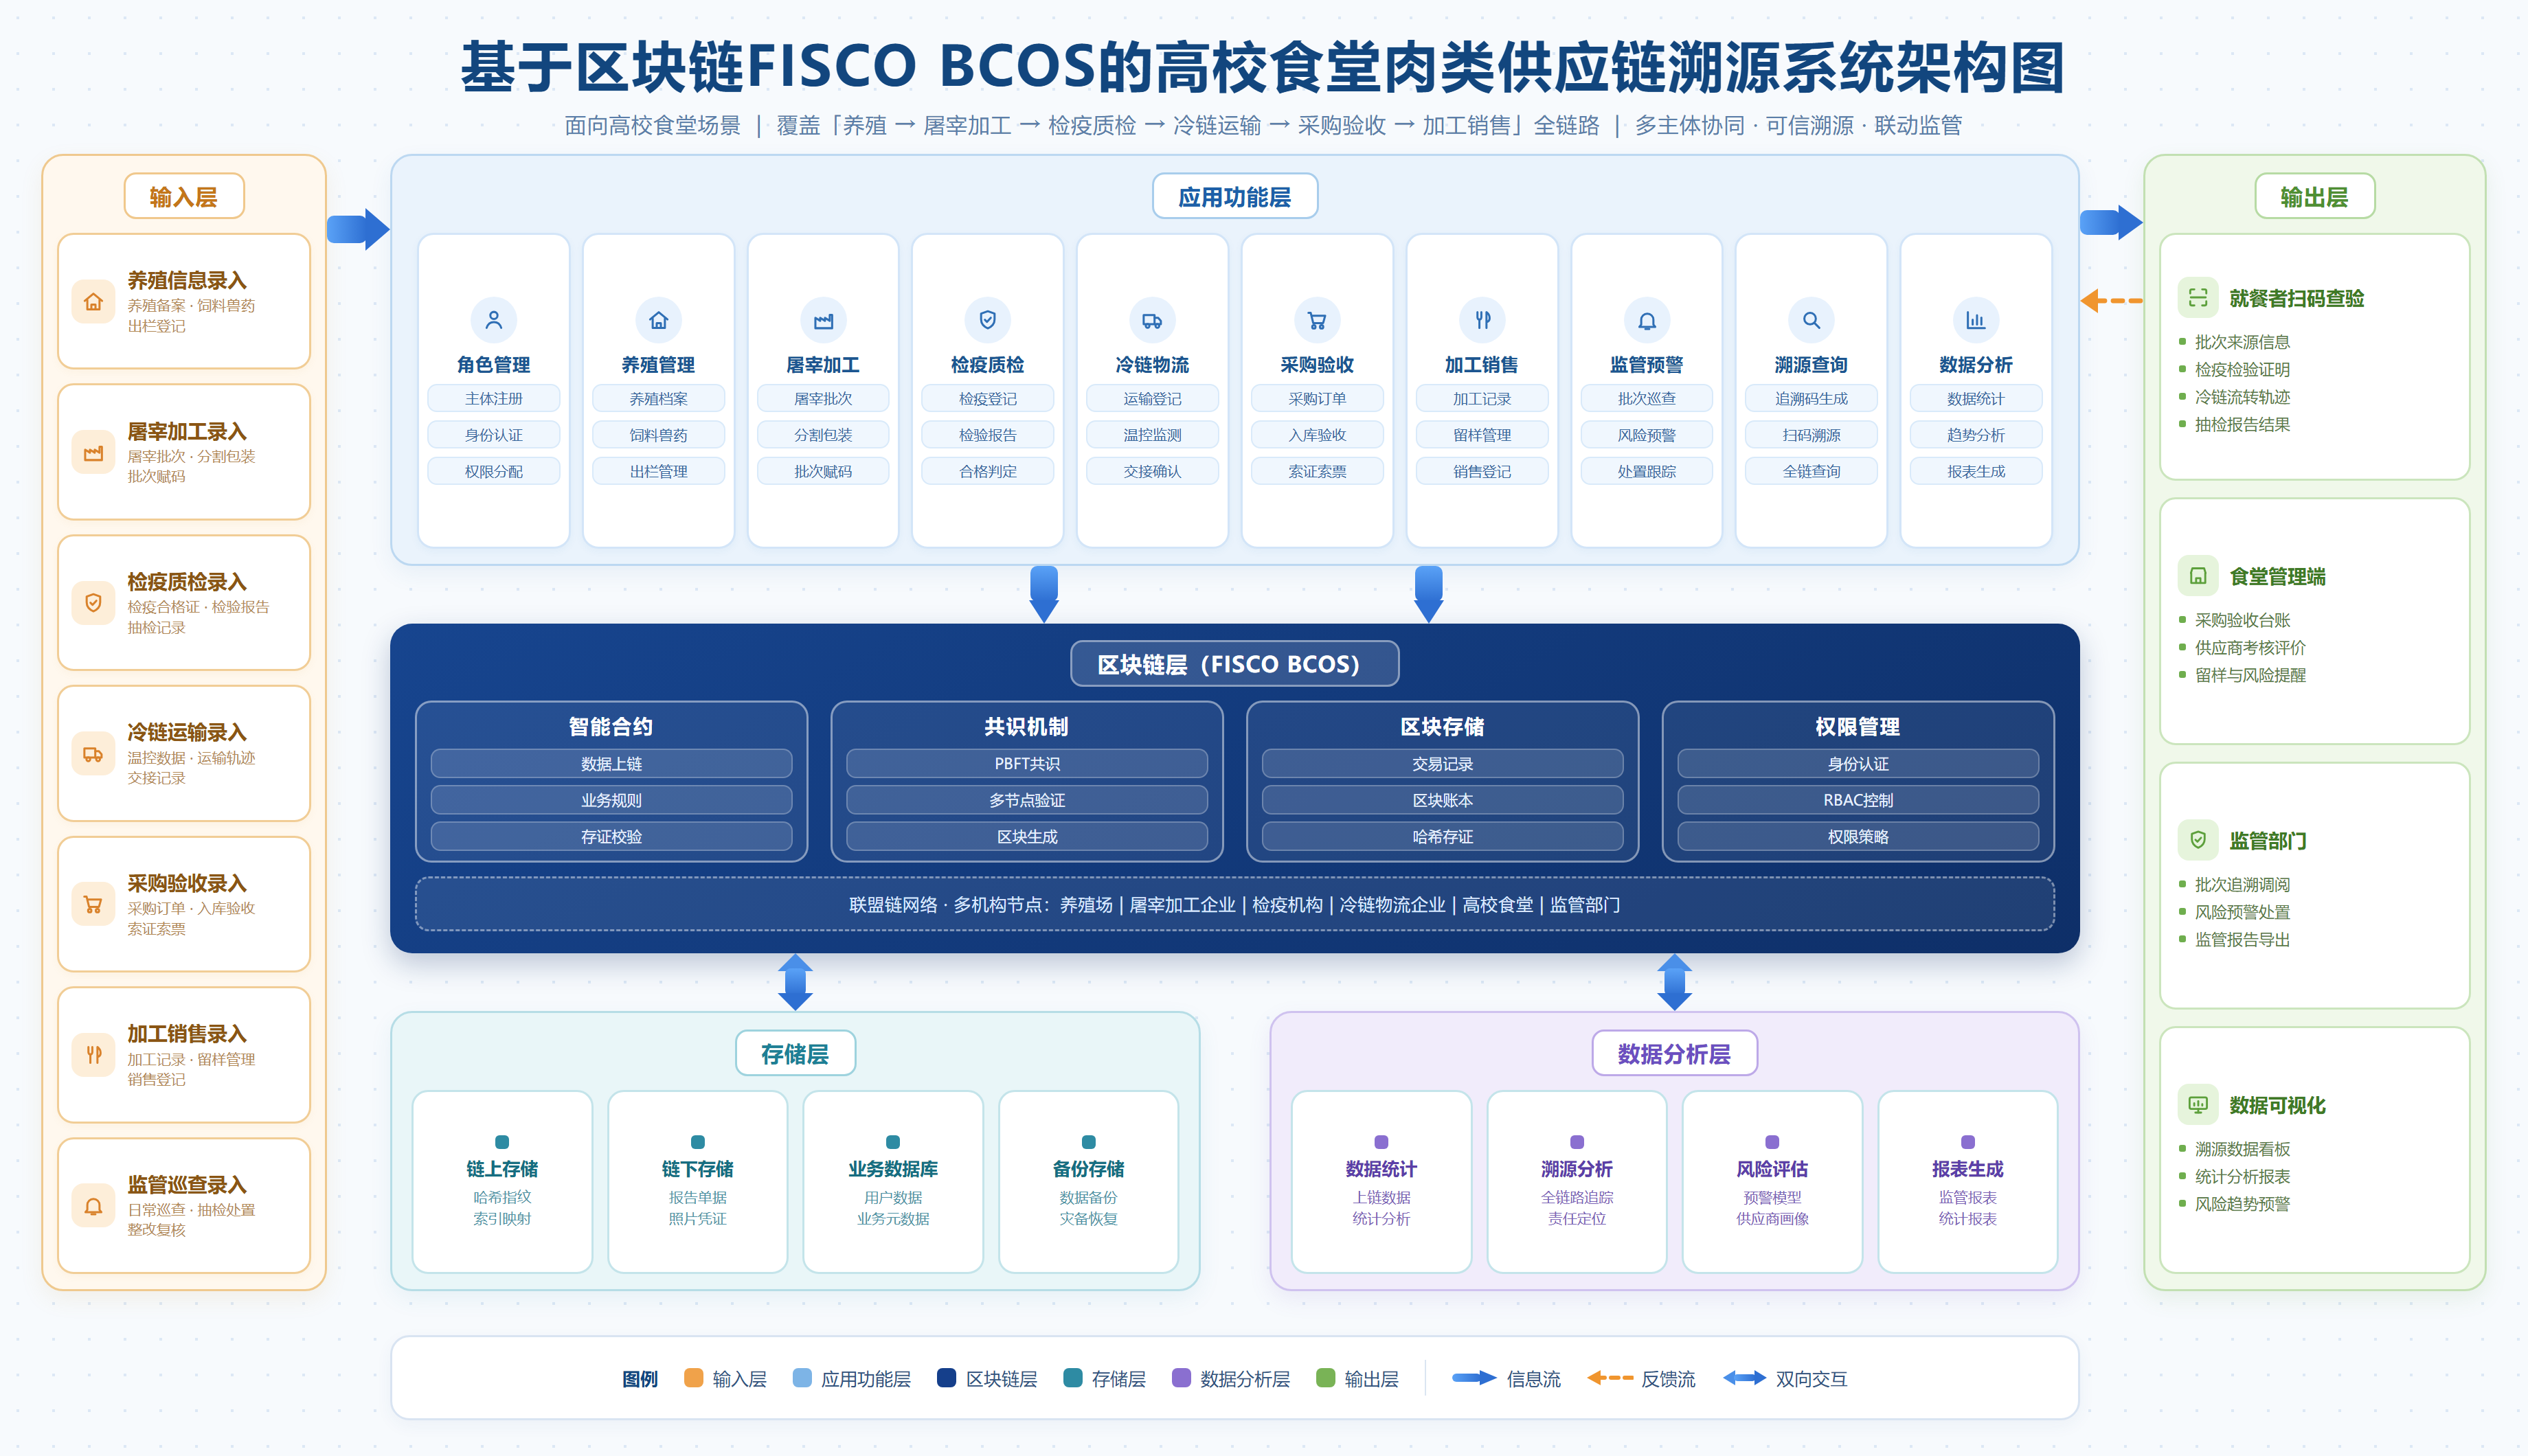 基于区块链FISCO BCOS的高校食堂肉类供应链溯源系统架构图
面向高校食堂场景 | 覆盖「养殖 → 屠宰加工 → 检疫质检 → 冷链运输 → 采购验收 → 加工销售」全链路 | 多主体协同 · 可信溯源 · 联动监管
输入层
养殖信息录入
养殖备案 · 饲料兽药
出栏登记
屠宰加工录入
屠宰批次 · 分割包装
批次赋码
检疫质检录入
检疫合格证 · 检验报告
抽检记录
冷链运输录入
温控数据 · 运输轨迹
交接记录
采购验收录入
采购订单 · 入库验收
索证索票
加工销售录入
加工记录 · 留样管理
销售登记
监管巡查录入
日常巡查 · 抽检处置
整改复核
应用功能层
角色管理
主体注册
身份认证
权限分配
养殖管理
养殖档案
饲料兽药
出栏管理
屠宰加工
屠宰批次
分割包装
批次赋码
检疫质检
检疫登记
检验报告
合格判定
冷链物流
运输登记
温控监测
交接确认
采购验收
采购订单
入库验收
索证索票
加工销售
加工记录
留样管理
销售登记
监管预警
批次巡查
风险预警
处置跟踪
溯源查询
追溯码生成
扫码溯源
全链查询
数据分析
数据统计
趋势分析
报表生成
区块链层（FISCO BCOS）
智能合约
数据上链
业务规则
存证校验
共识机制
PBFT共识
多节点验证
区块生成
区块存储
交易记录
区块账本
哈希存证
权限管理
身份认证
RBAC控制
权限策略
联盟链网络 · 多机构节点：养殖场 | 屠宰加工企业 | 检疫机构 | 冷链物流企业 | 高校食堂 | 监管部门
存储层
链上存储
哈希指纹
索引映射
链下存储
报告单据
照片凭证
业务数据库
用户数据
业务元数据
备份存储
数据备份
灾备恢复
数据分析层
数据统计
上链数据
统计分析
溯源分析
全链路追踪
责任定位
风险评估
预警模型
供应商画像
报表生成
监管报表
统计报表
输出层
就餐者扫码查验
批次来源信息
检疫检验证明
冷链流转轨迹
抽检报告结果
食堂管理端
采购验收台账
供应商考核评价
留样与风险提醒
监管部门
批次追溯调阅
风险预警处置
监管报告导出
数据可视化
溯源数据看板
统计分析报表
风险趋势预警
图例 输入层 应用功能层 区块链层 存储层 数据分析层 输出层 信息流 反馈流 双向交互